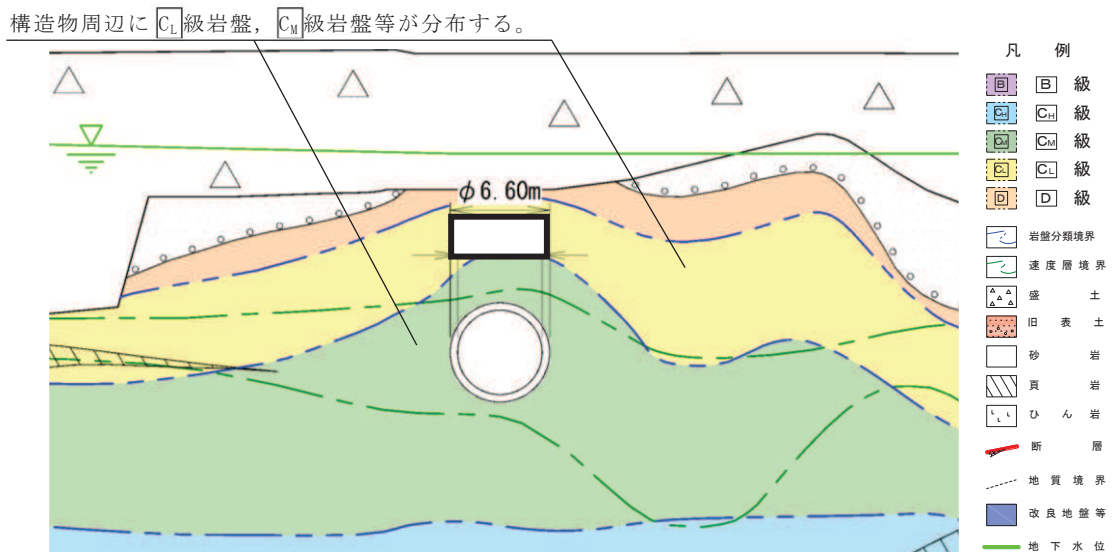 構造物周辺にCL級岩盤，CM級岩盤等が分布する。
φ6.60m
凡 例
B B 級
CH CH 級
CM CM 級
CL CL 級
D D 級
岩盤分類境界
速度層境界
盛 土
旧 表 土
砂 岩
頁 岩
ひ ん 岩
断 層
地 質 境 界
改 良 地 盤 等
地 下 水 位